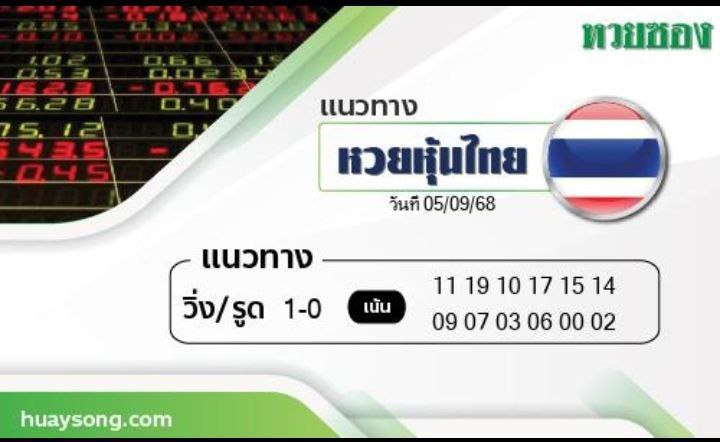 หวยซอง
แนวทาง
หวยหุ้นไทย
วันที่ 05/09/68
แนวทาง
วิ่ง/รูด 1-0 เน้น
11 19 10 17 15 14
09 07 03 06 00 02
huaysong.com